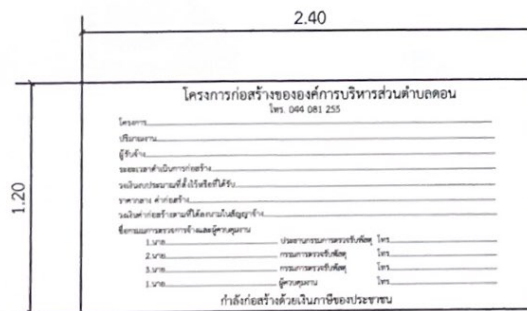 2.40
1.20
โครงการก่อสร้างขององค์การบริหารส่วนตำบลดอน
โทร. 044 081 255
โครงการ
ปริมาณงาน
ผู้รับจ้าง
ระยะเวลาดำเนินการก่อสร้าง
วงเงินงบประมาณที่ตั้งไว้หรือที่ได้รับ
ราคากลาง ค่าก่อสร้าง
วงเงินค่าก่อสร้างตามที่ได้ลงนามในสัญญาจ้าง
ชื่อกรรมการตรวจการจ้างและผู้ควบคุมงาน
1.นาย ประธานกรรมการตรวจรับพัสดุ โทร.
2.นาย กรรมการตรวจรับพัสดุ โทร.
3.นาย กรรมการตรวจรับพัสดุ โทร.
1.นาย ผู้ควบคุมงาน โทร.
กำลังก่อสร้างด้วยเงินภาษีของประชาชน